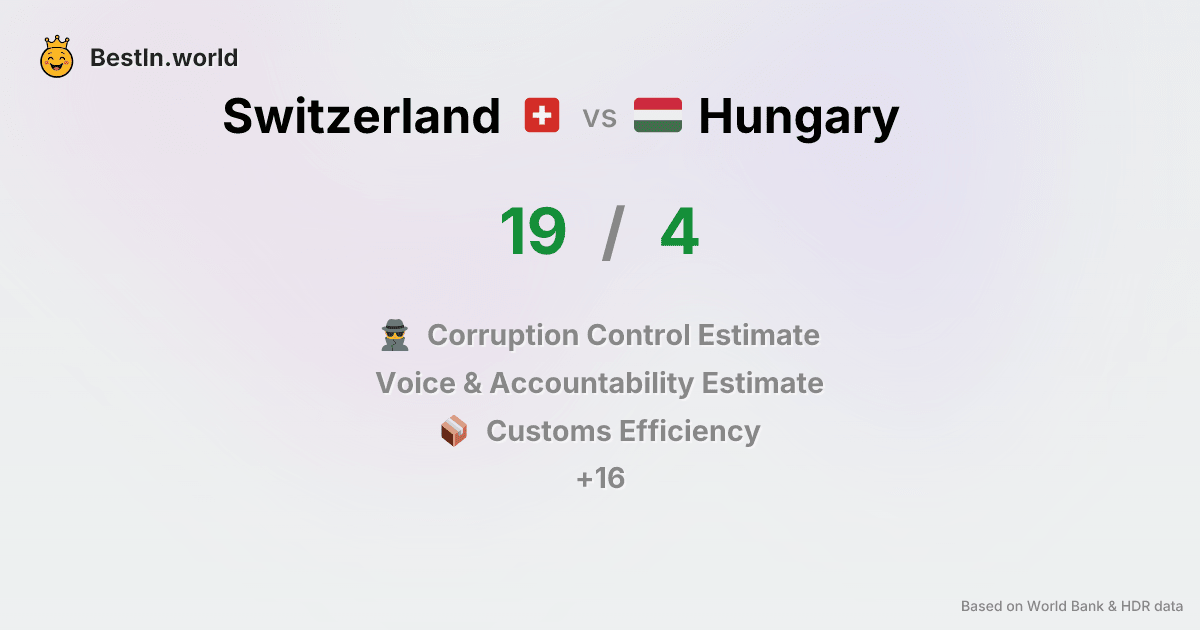 BestIn.world
Switzerland vs Hungary
19 / 4
Corruption Control Estimate
Voice & Accountability Estimate
Customs Efficiency
+16
Based on World Bank & HDR data